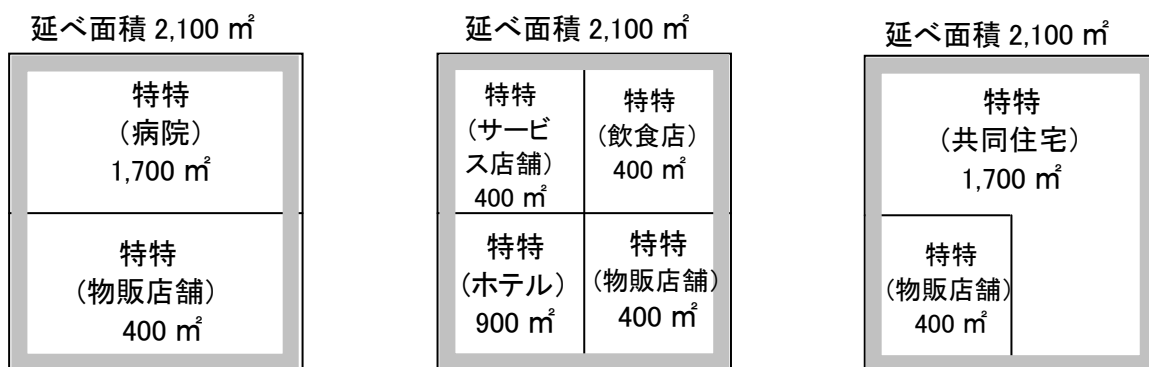 延べ面積 2,100 ㎡
特特
（病院）
1,700 ㎡
特特
（物販店舗）
400 ㎡
延べ面積 2,100 ㎡
特特
（サービ
ス店舗）
400 ㎡
特特
（飲食店）
400 ㎡
特特
（ホテル）
900 ㎡
特特
（物販店舗）
400 ㎡
延べ面積 2,100 ㎡
特特
（共同住宅）
1,700 ㎡
特特
（物販店舗）
400 ㎡